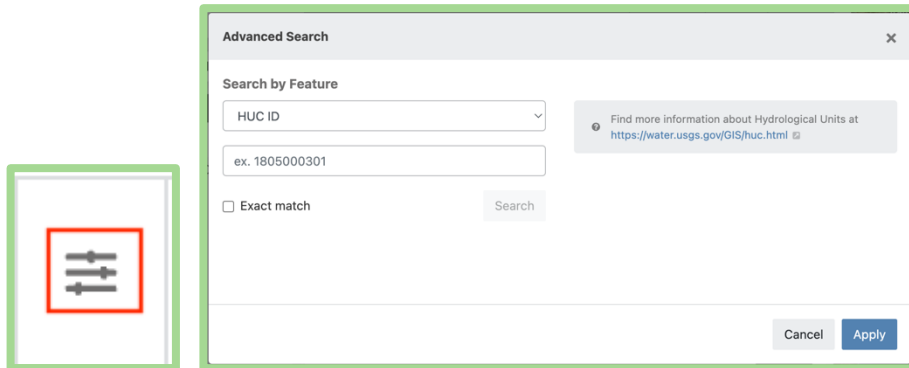 Advanced Search
Search by Feature
HUC ID
Find more information about Hydrological Units at
https://water.usgs.gov/GIS/huc.html
ex. 1805000301
Exact match
Search
Cancel
Apply